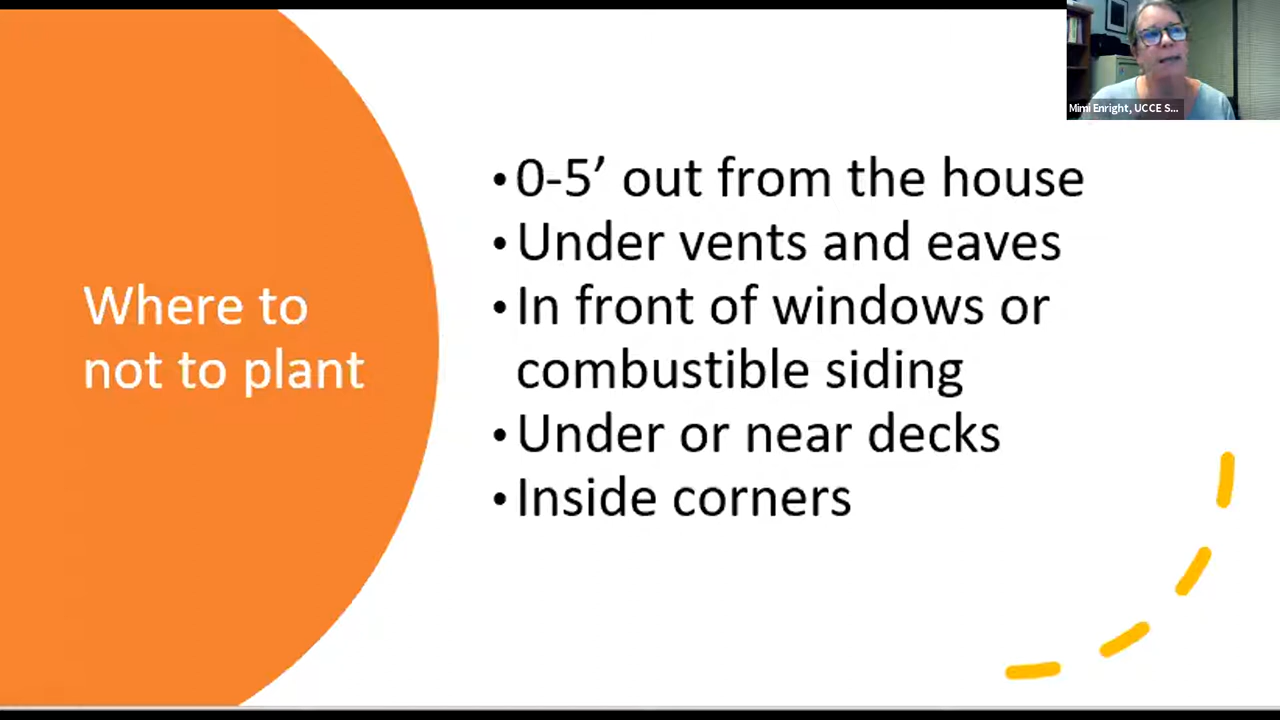 Mimi Enright, UCCE S...
Where to
not to plant
•0-5’ out from the house
•Under vents and eaves
•In front of windows or
combustible siding
•Under or near decks
•Inside corners